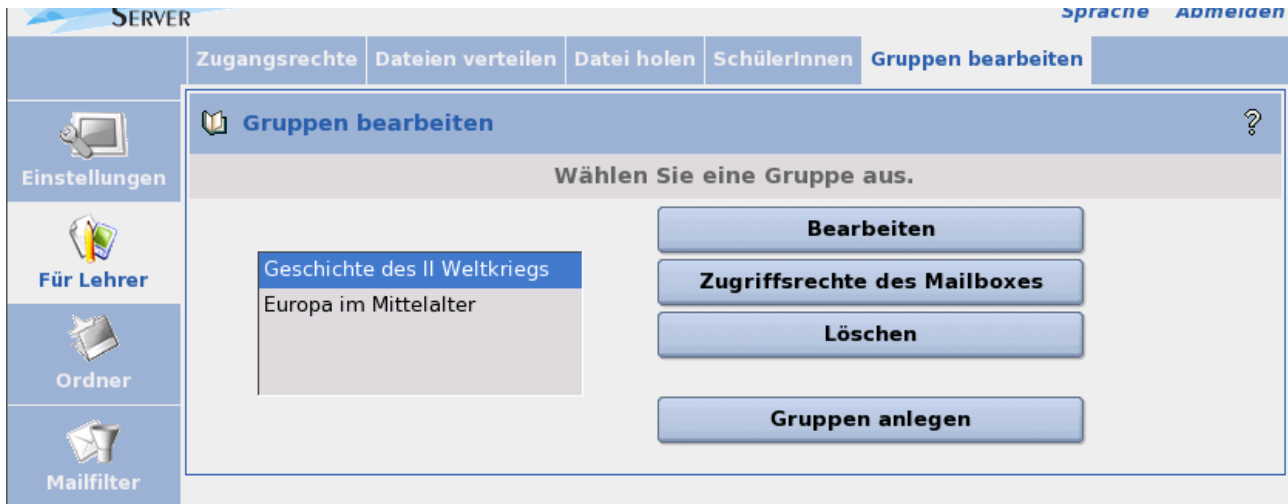 SERVER
Sprache Abmelden
Zugangsrechte Dateien verteilen Datei holen SchülerInnen Gruppen bearbeiten
Gruppen bearbeiten ?
Einstellungen
Wählen Sie eine Gruppe aus.
Bearbeiten
Geschichte des II Weltkriegs
Für Lehrer
Zugriffsrechte des Mailboxes
Europa im Mittelalter
Löschen
Ordner
Gruppen anlegen
Mailfilter